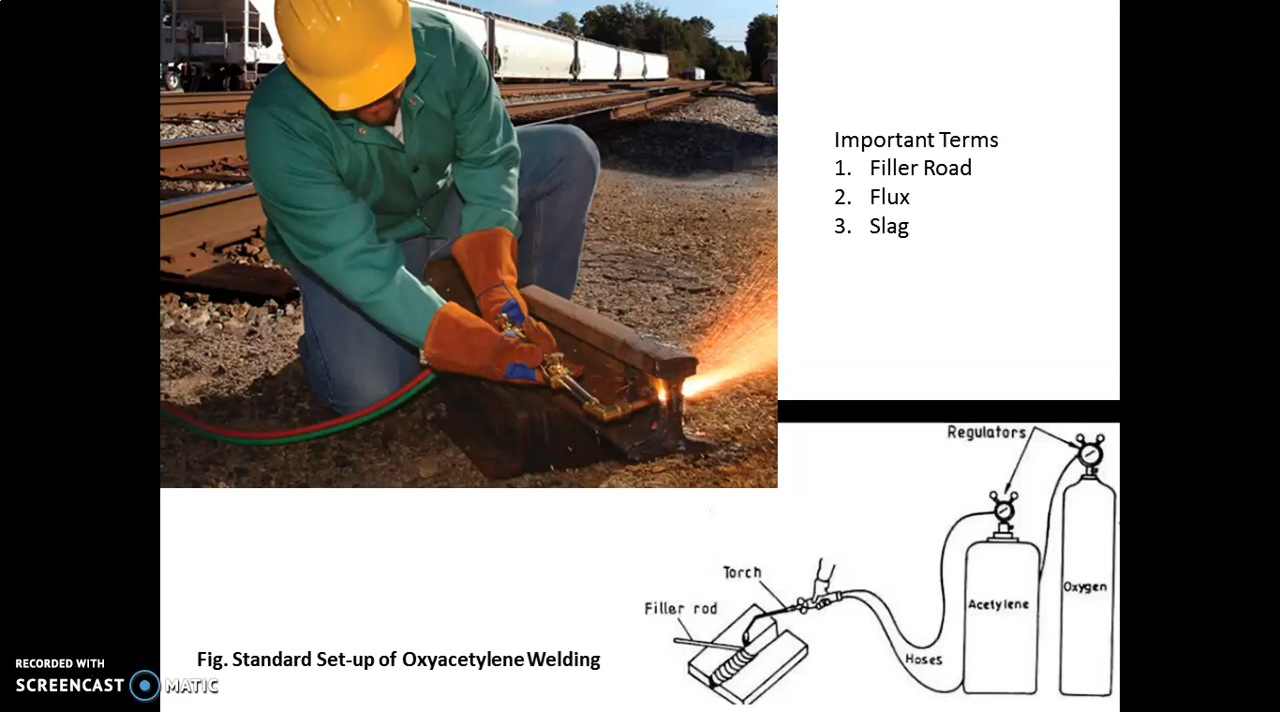 Important Terms
1. Filler Road
2. Flux
3. Slag
Regulators
Torch
Filler rod
Acetylene
Oxygen
Hoses
Fig. Standard Set-up of Oxyacetylene Welding
RECORDED WITH
SCREENCAST MATIC